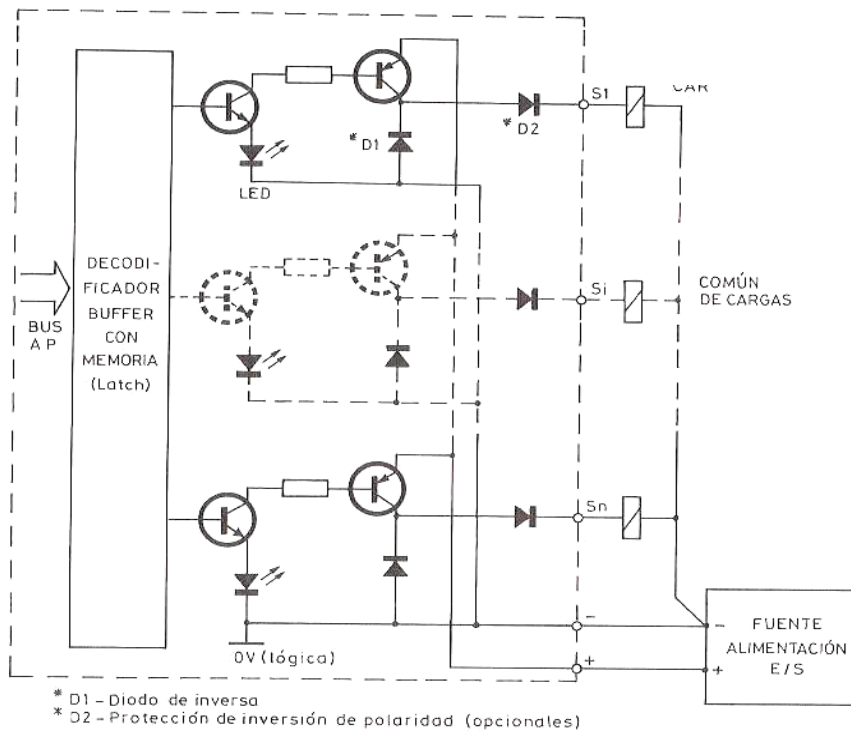 CAR
S1
* D2
* D1
LED
DECODI-
FICADOR
BUFFER
CON
MEMORIA
(Latch)
BUS
A P
Si
COMÚN
DE CARGAS
Sn
-
+
0V (lógica)
-
+
FUENTE
ALIMENTACIÓN
E/S
* D1 - Diodo de inversa
* D2 - Protección de inversión de polaridad (opcionales)